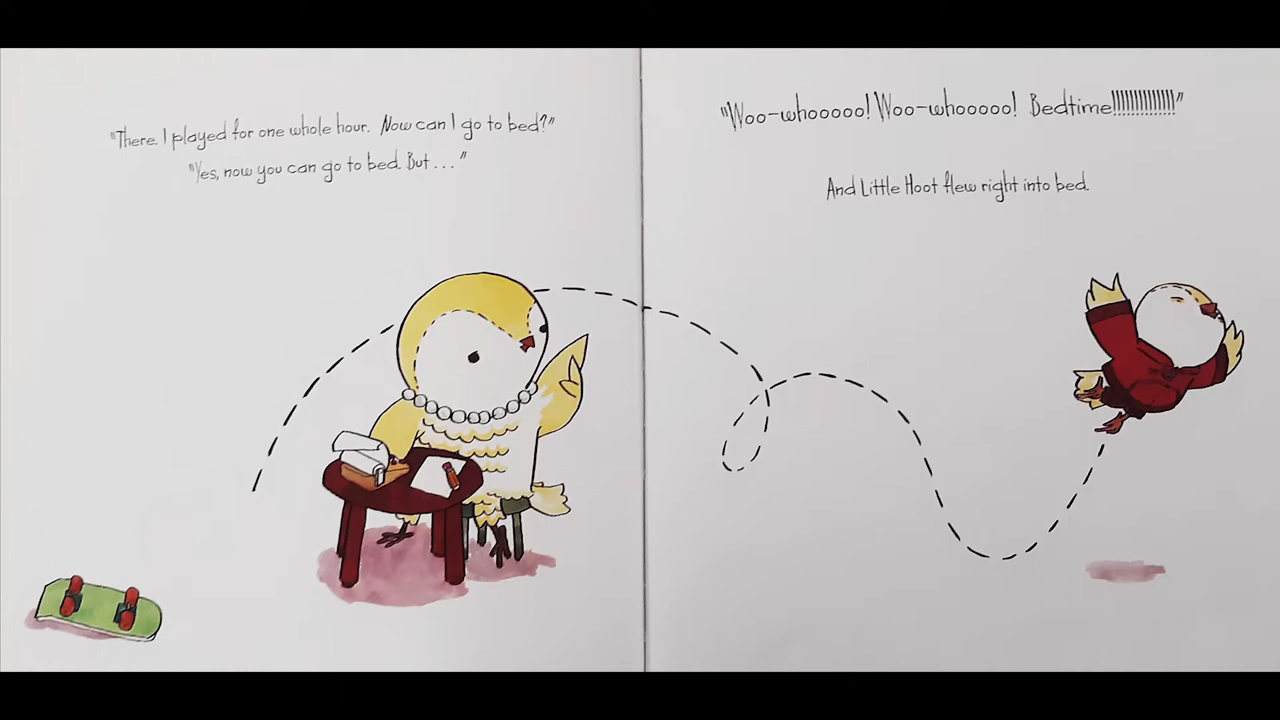 "There. I played for one whole hour. Now can I go to bed?"
"Yes, now you can go to bed. But . . . "
"Woo-whooooo! Woo-whooooo! Bedtime!!!!!!!!!!!!!!"
And Little Hoot flew right into bed.